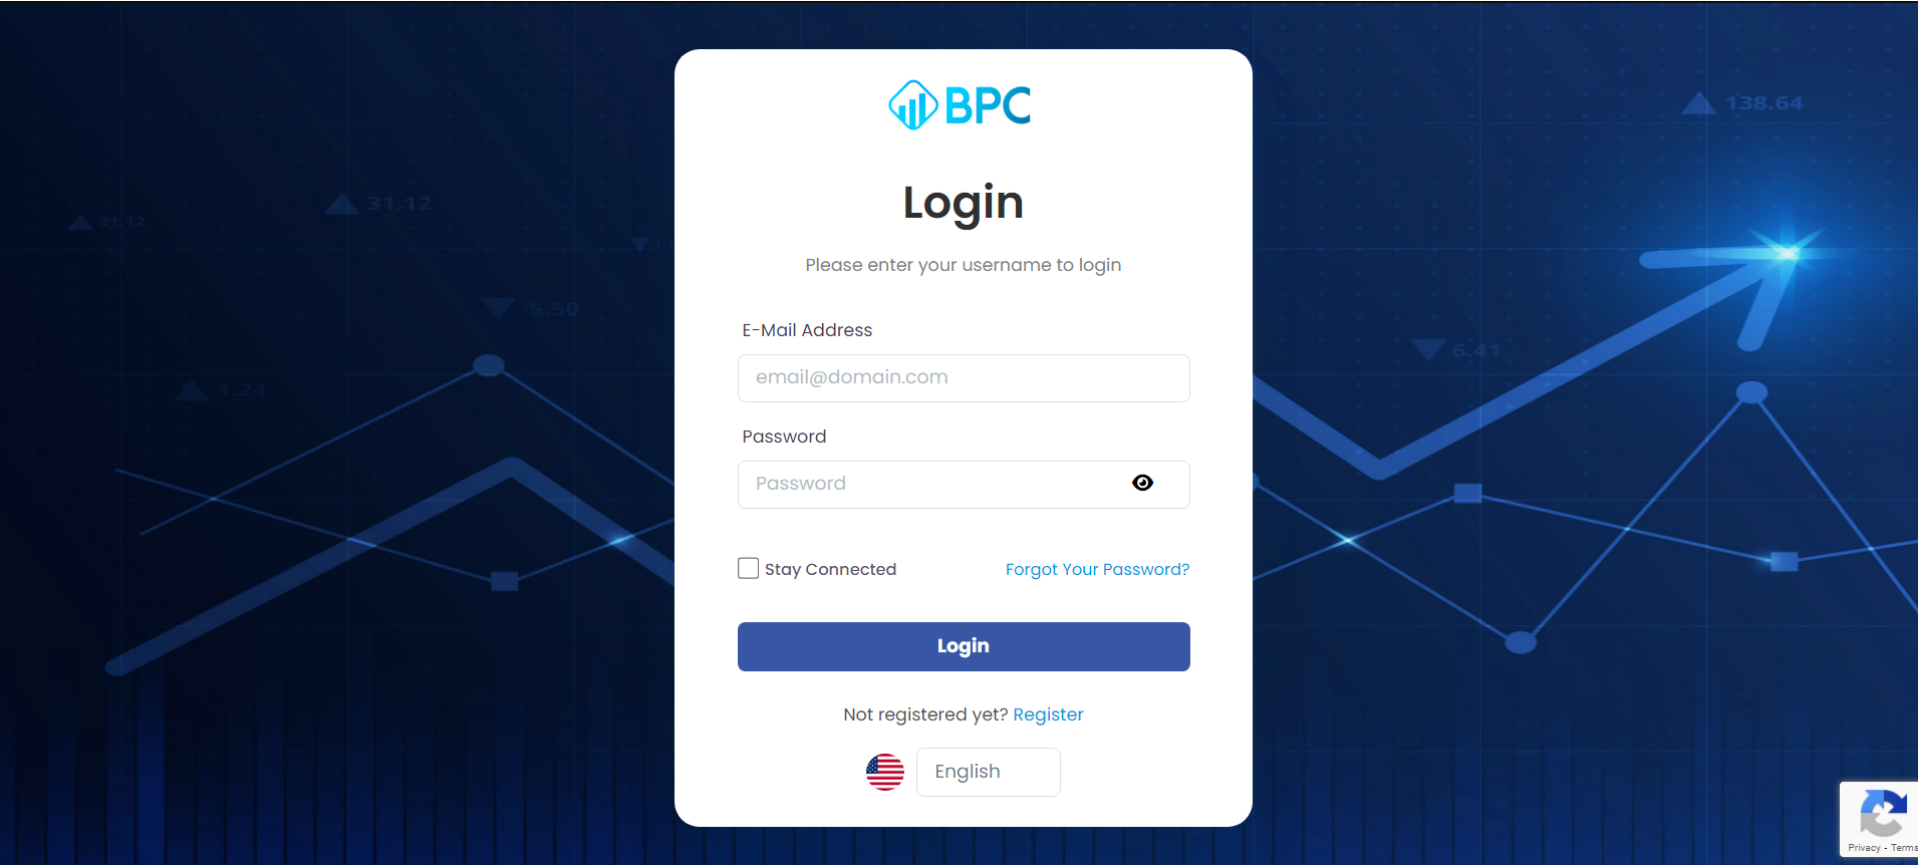 BPC
Login
Please enter your username to login
E-Mail Address
email@domain.com
Password
Password
Stay Connected
Forgot Your Password?
Login
Not registered yet? Register
English
138.64
31.12
31.12
-5.50
6.41
1.24
Privacy - Terms